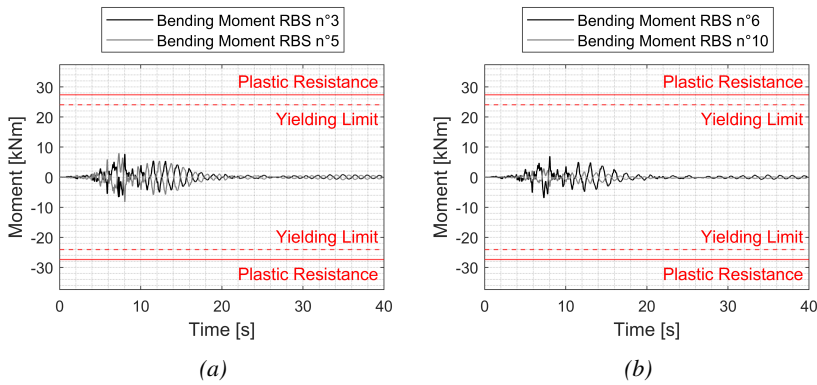 Bending Moment RBS n°3
Bending Moment RBS n°5
Moment [kNm]
30
20
10
0
-10
-20
-30
Plastic Resistance
Yielding Limit
Yielding Limit
Plastic Resistance
0
10
20
30
40
Time [s]
(a)
Bending Moment RBS n°6
Bending Moment RBS n°10
Moment [kNm]
30
20
10
0
-10
-20
-30
Plastic Resistance
Yielding Limit
Yielding Limit
Plastic Resistance
0
10
20
30
40
Time [s]
(b)